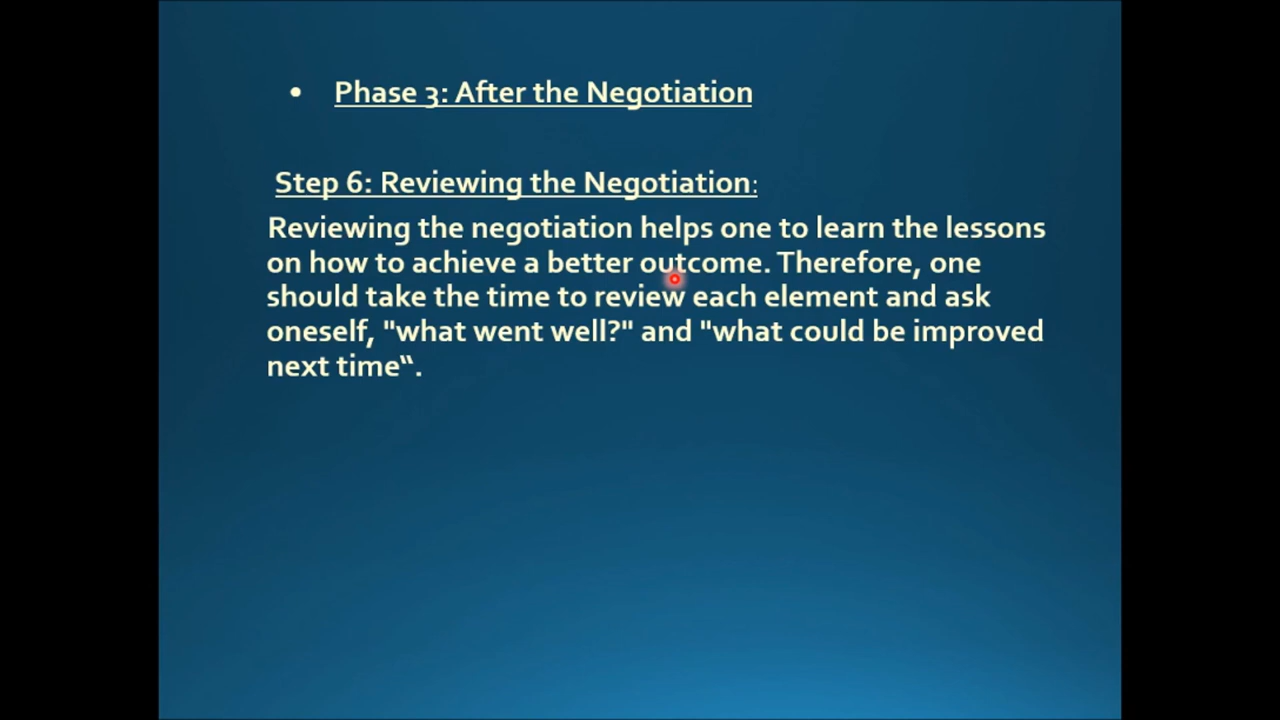 • Phase 3: After the Negotiation
Step 6: Reviewing the Negotiation:
Reviewing the negotiation helps one to learn the lessons
on how to achieve a better outcome. Therefore, one
should take the time to review each element and ask
oneself, "what went well?" and "what could be improved
next time“.